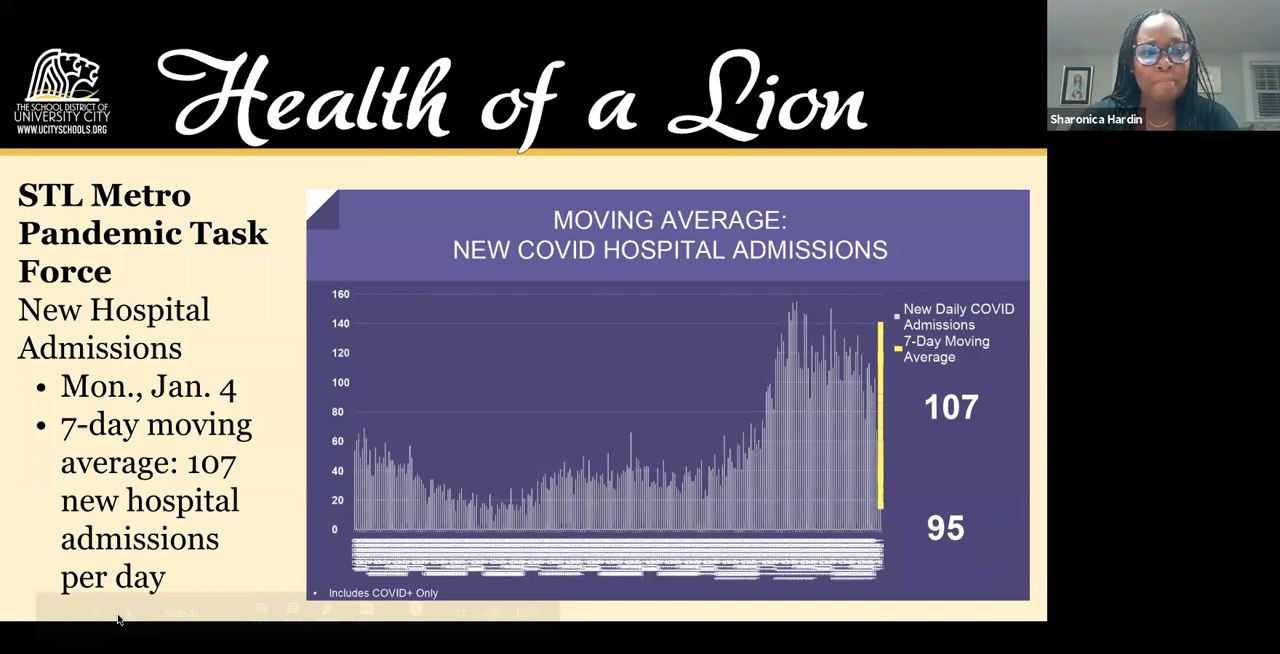 Health of a Lion
THE SCHOOL DISTRICT OF
UNIVERSITY CITY
WWW.UCITYSCHOOLS.ORG
Sharonica Hardin
STL Metro
Pandemic Task
Force
New Hospital
Admissions
• Mon., Jan. 4
• 7-day moving
average: 107
new hospital
admissions
per day
MOVING AVERAGE:
NEW COVID HOSPITAL ADMISSIONS
160
140
120
100
80
60
40
20
0
New Daily COVID
Admissions
7-Day Moving
Average
107
95
• Includes COVID+ Only